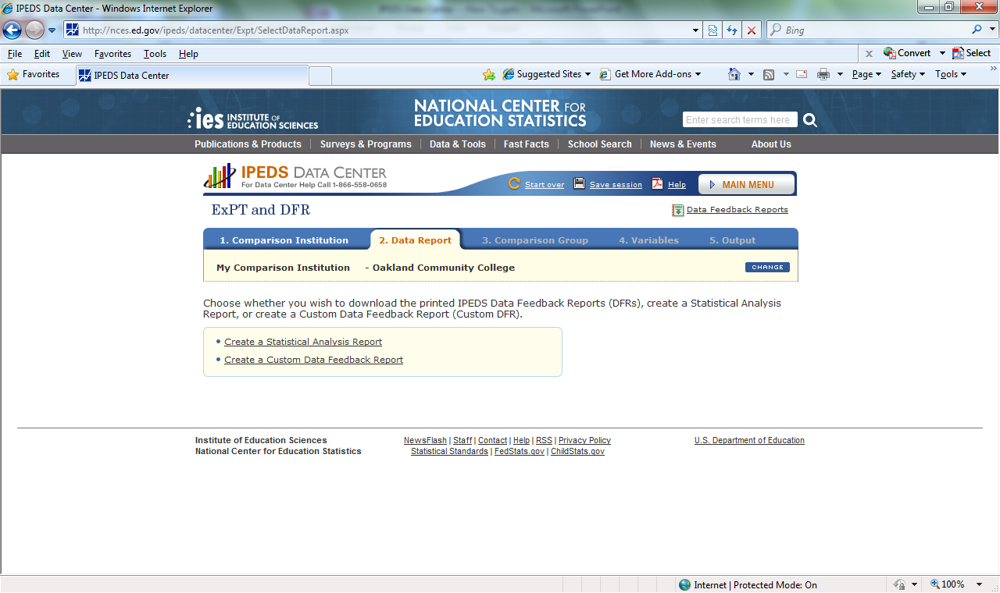 IPEDS Data Center - Windows Internet Explorer
http://nces.ed.gov/ipeds/datacenter/Expt/SelectDataReport.aspx
Bing
File Edit View Favorites Tools Help
x Convert Select
Favorites IPEDS Data Center Suggested Sites Get More Add-ons Page Safety Tools »
ies INSTITUTE OF EDUCATION SCIENCES
NATIONAL CENTER FOR
EDUCATION STATISTICS
Enter search terms here
Publications & Products | Surveys & Programs | Data & Tools | Fast Facts | School Search | News & Events About Us
IPEDS DATA CENTER
For Data Center Help Call 1-866-558-0658
Start over Save session Help MAIN MENU
ExPT and DFR
Data Feedback Reports
1. Comparison Institution 2. Data Report 3. Comparison Group 4. Variables 5. Output
My Comparison Institution - Oakland Community College CHANGE
Choose whether you wish to download the printed IPEDS Data Feedback Reports (DFRs), create a Statistical Analysis
Report, or create a Custom Data Feedback Report (Custom DFR).
• Create a Statistical Analysis Report
• Create a Custom Data Feedback Report
Institute of Education Sciences
National Center for Education Statistics
NewsFlash | Staff | Contact | Help | RSS | Privacy Policy
Statistical Standards | FedStats.gov | ChildStats.gov
U.S. Department of Education
Internet | Protected Mode: On
100%